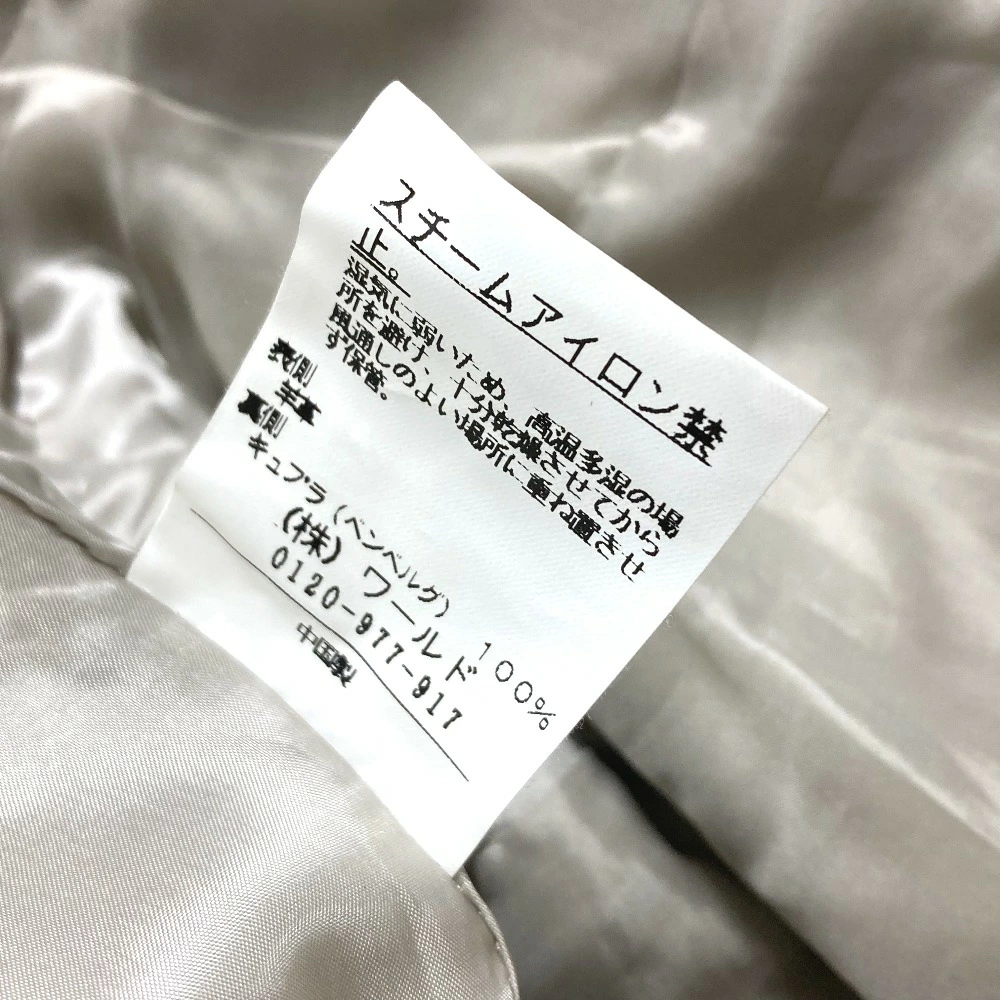 スチームアイロン禁
止。
湿気に弱いため、高温多湿の場
所を避け、十分乾燥させてから
風通しのよい場所に重ね置きせ
ず保管。
表側
羊革
裏側
キュプラ(ベンベルグ) 100%
(株)ワールド
0120-977-917
中国製